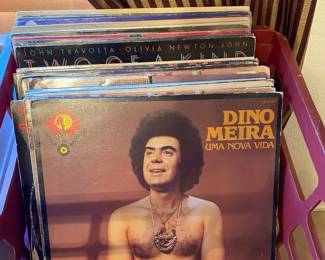 JOHN TRAVOLTA · OLIVIA NEWTON-JOHN
TWO OF A KIND
DINO
MEIRA
UMA NOVA VIDA